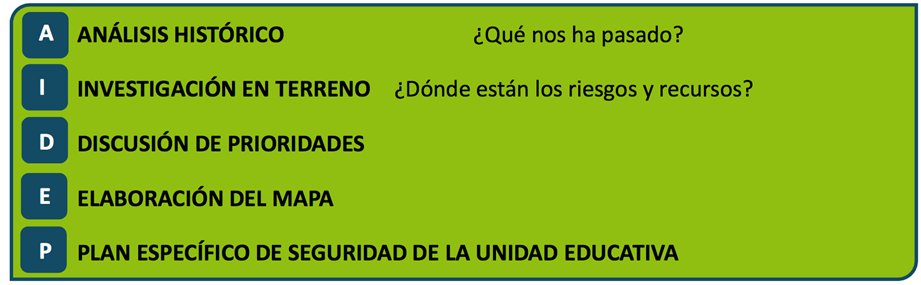 A ANÁLISIS HISTÓRICO ¿Qué nos ha pasado?
I INVESTIGACIÓN EN TERRENO ¿Dónde están los riesgos y recursos?
D DISCUSIÓN DE PRIORIDADES
E ELABORACIÓN DEL MAPA
P PLAN ESPECÍFICO DE SEGURIDAD DE LA UNIDAD EDUCATIVA